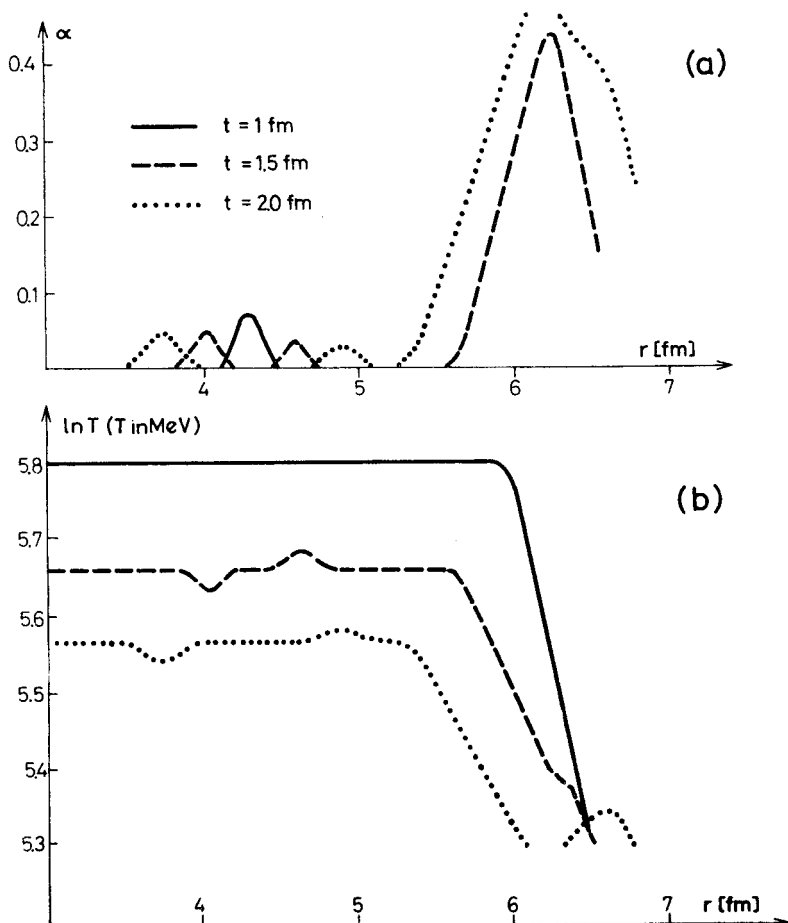 α
(a)
0.4
t = 1 fm
0.3
t = 1.5 fm
t = 2.0 fm
0.2
0.1
r [fm]
4
5
6
7
ln T (T in MeV)
5.8
(b)
5.7
5.6
5.5
5.4
5.3
4
5
6
7
r [fm]